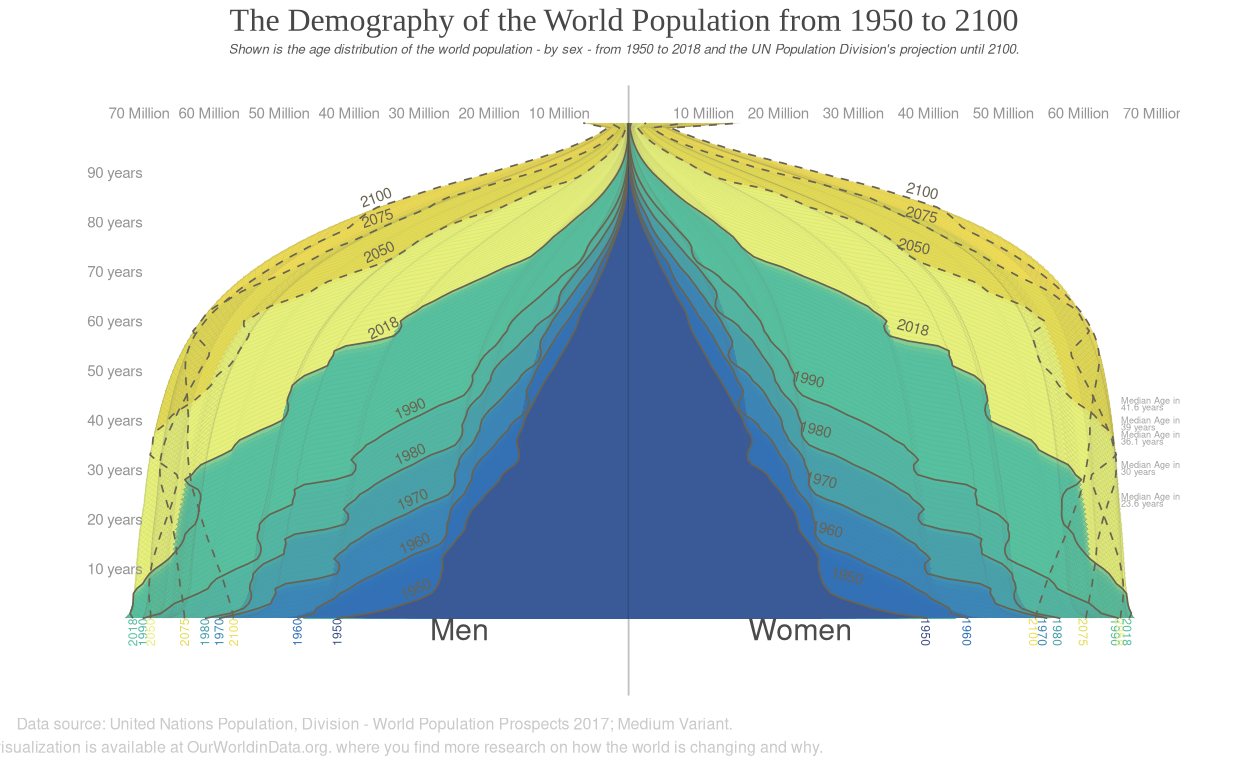 The Demography of the World Population from 1950 to 2100
Shown is the age distribution of the world population - by sex - from 1950 to 2018 and the UN Population Division's projection until 2100.
70 Million 60 Million 50 Million 40 Million 30 Million 20 Million 10 Million 10 Million 20 Million 30 Million 40 Million 50 Million 60 Million 70 Million
90 years
80 years
70 years
60 years
50 years
40 years
30 years
20 years
10 years
2100 2100
2075 2075
2050 2050
2018 2018
1990 1990
1980 1980
1970 1970
1960 1960
1950 1950
Median Age in
41.6 years
Median Age in
39 years
Median Age in
36.1 years
Median Age in
30 years
Median Age in
23.6 years
2018 1990 2050 2075 1980 1970 2100 1960 1950 1950 1960 2100 1970 1980 2075 1990 2018
Men Women
Data source: United Nations Population, Division - World Population Prospects 2017; Medium Variant.
isualization is available at OurWorldinData.org. where you find more research on how the world is changing and why.